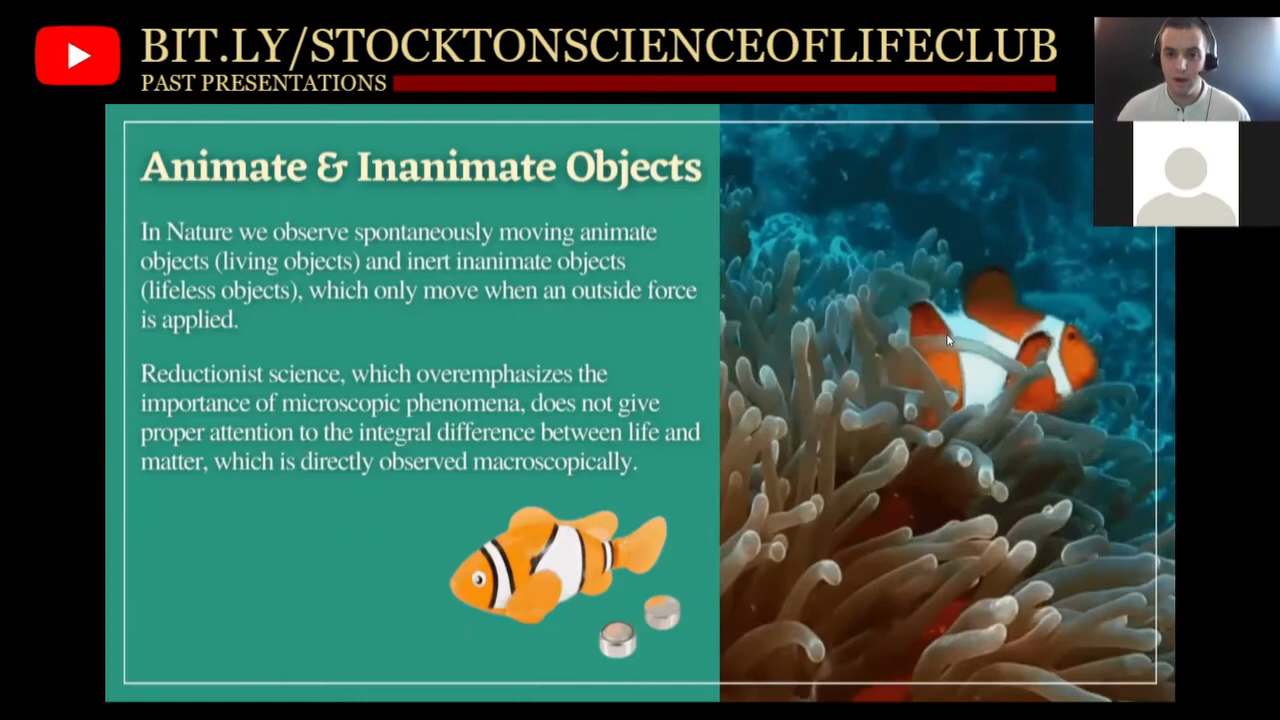 BIT.LY/STOCKTONSCIENCEOFLIFECLUB
PAST PRESENTATIONS
Animate & Inanimate Objects
In Nature we observe spontaneously moving animate
objects (living objects) and inert inanimate objects
(lifeless objects), which only move when an outside force
is applied.
Reductionist science, which overemphasizes the
importance of microscopic phenomena, does not give
proper attention to the integral difference between life and
matter, which is directly observed macroscopically.